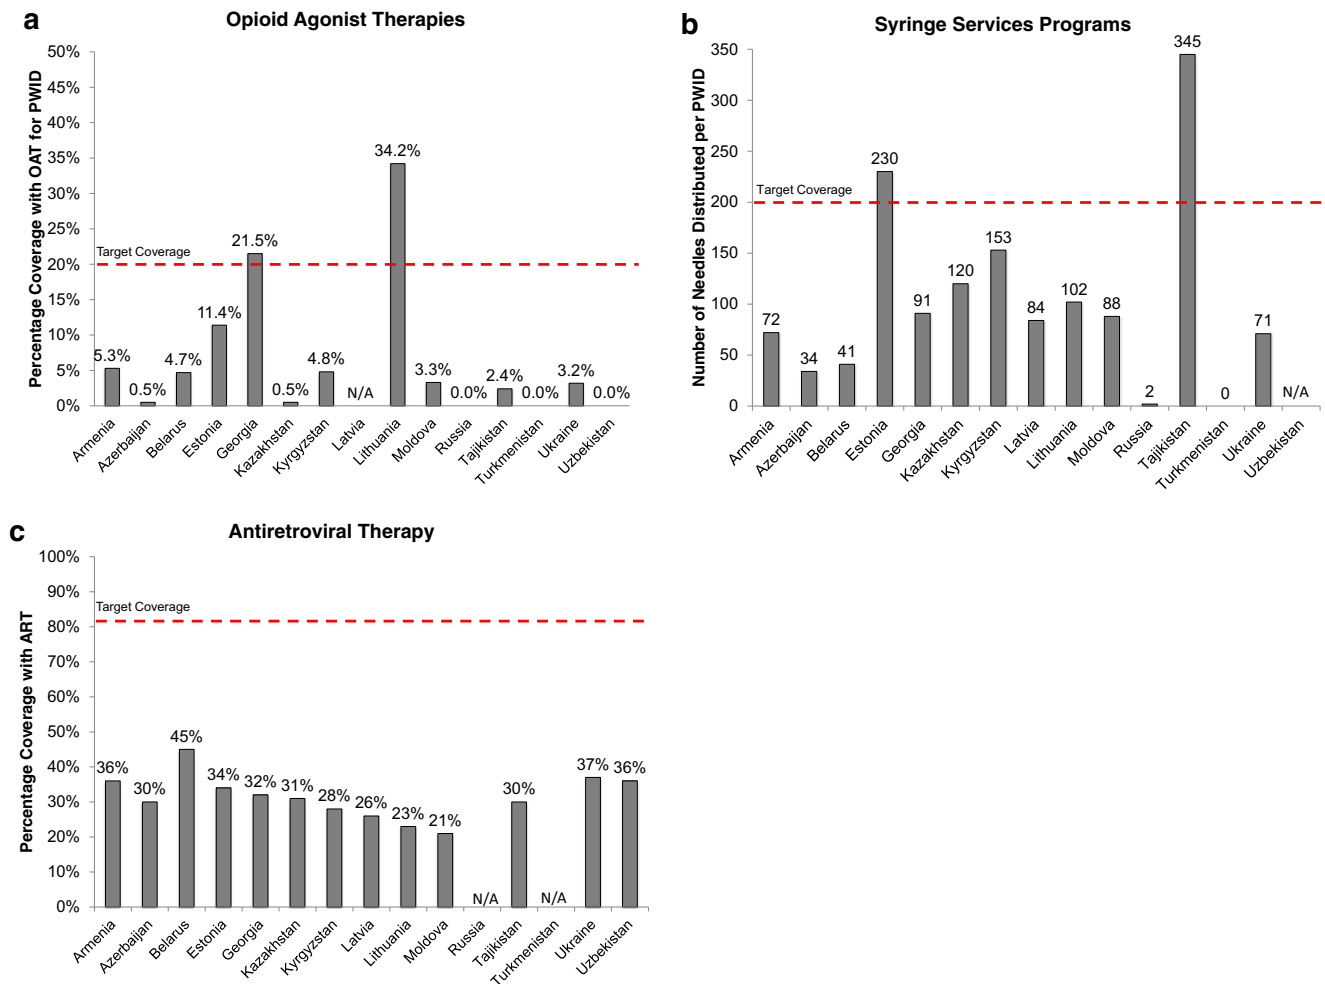 a
Opioid Agonist Therapies
Percentage Coverage with OAT for PWID
50%
45%
40%
35%
30%
25%
20%
15%
10%
5%
0%
Target Coverage
5.3%
0.5%
4.7%
11.4%
21.5%
0.5%
4.8%
N/A
34.2%
3.3%
0.0%
2.4%
0.0%
3.2%
0.0%
Armenia
Azerbaijan
Belarus
Estonia
Georgia
Kazakhstan
Kyrgyzstan
Latvia
Lithuania
Moldova
Russia
Tajikistan
Turkmenistan
Ukraine
Uzbekistan
b
Syringe Services Programs
Number of Needles Distributed per PWID
350
300
250
200
150
100
50
0
Target Coverage
72
34
41
230
91
120
153
84
102
88
2
345
0
71
N/A
Armenia
Azerbaijan
Belarus
Estonia
Georgia
Kazakhstan
Kyrgyzstan
Latvia
Lithuania
Moldova
Russia
Tajikistan
Turkmenistan
Ukraine
Uzbekistan
c
Antiretroviral Therapy
Percentage Coverage with ART
100%
90%
80%
70%
60%
50%
40%
30%
20%
10%
0%
Target Coverage
36%
30%
45%
34%
32%
31%
28%
26%
23%
21%
N/A
30%
N/A
37%
36%
Armenia
Azerbaijan
Belarus
Estonia
Georgia
Kazakhstan
Kyrgyzstan
Latvia
Lithuania
Moldova
Russia
Tajikistan
Turkmenistan
Ukraine
Uzbekistan